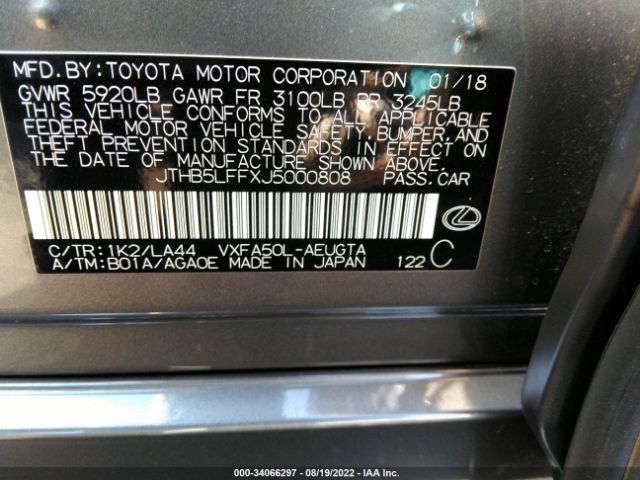 MFD.BY:TOYOTA MOTOR CORPORATION 01/18
GVWR 5920LB GAWR FR 3100LB RR 3245LB
THIS VEHICLE CONFORMS TO ALL APPLICABLE
FEDERAL MOTOR VEHICLE SAFETY,BUMPER,AND
THEFT PREVENTION STANDARDS IN EFFECT ON
THE DATE OF MANUFACTURE SHOWN ABOVE.
JTHB5LFFXJ5000808 PASS.CAR
C/TR:1K2/LA44 VXFA50L-AEUGTA
A/TM:B01A/AGA0E MADE IN JAPAN 122 C
000-34066297 - 08/19/2022 - IAA Inc.